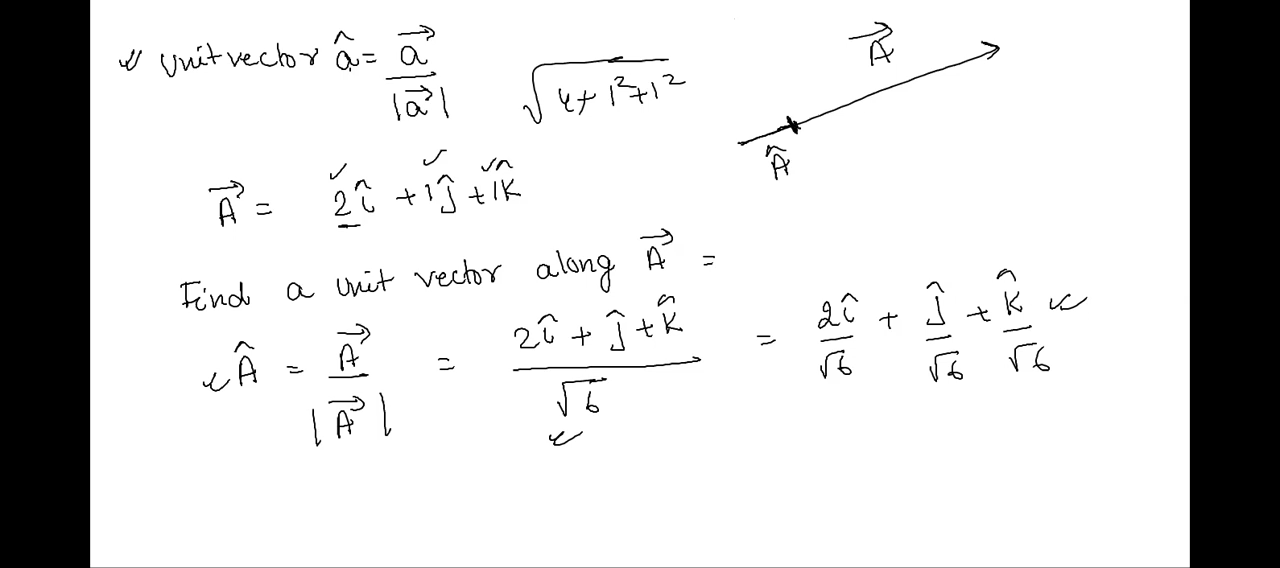 Unit vector â = a⃗ / |a⃗|
√(4+1²+1²)
A⃗
Â
A⃗ = 2î + 1ĵ + 1k̂
Find a unit vector along A⃗ =
Â = A⃗ / |A⃗| = (2î + ĵ + k̂) / √6 = 2î/√6 + ĵ/√6 + k̂/√6